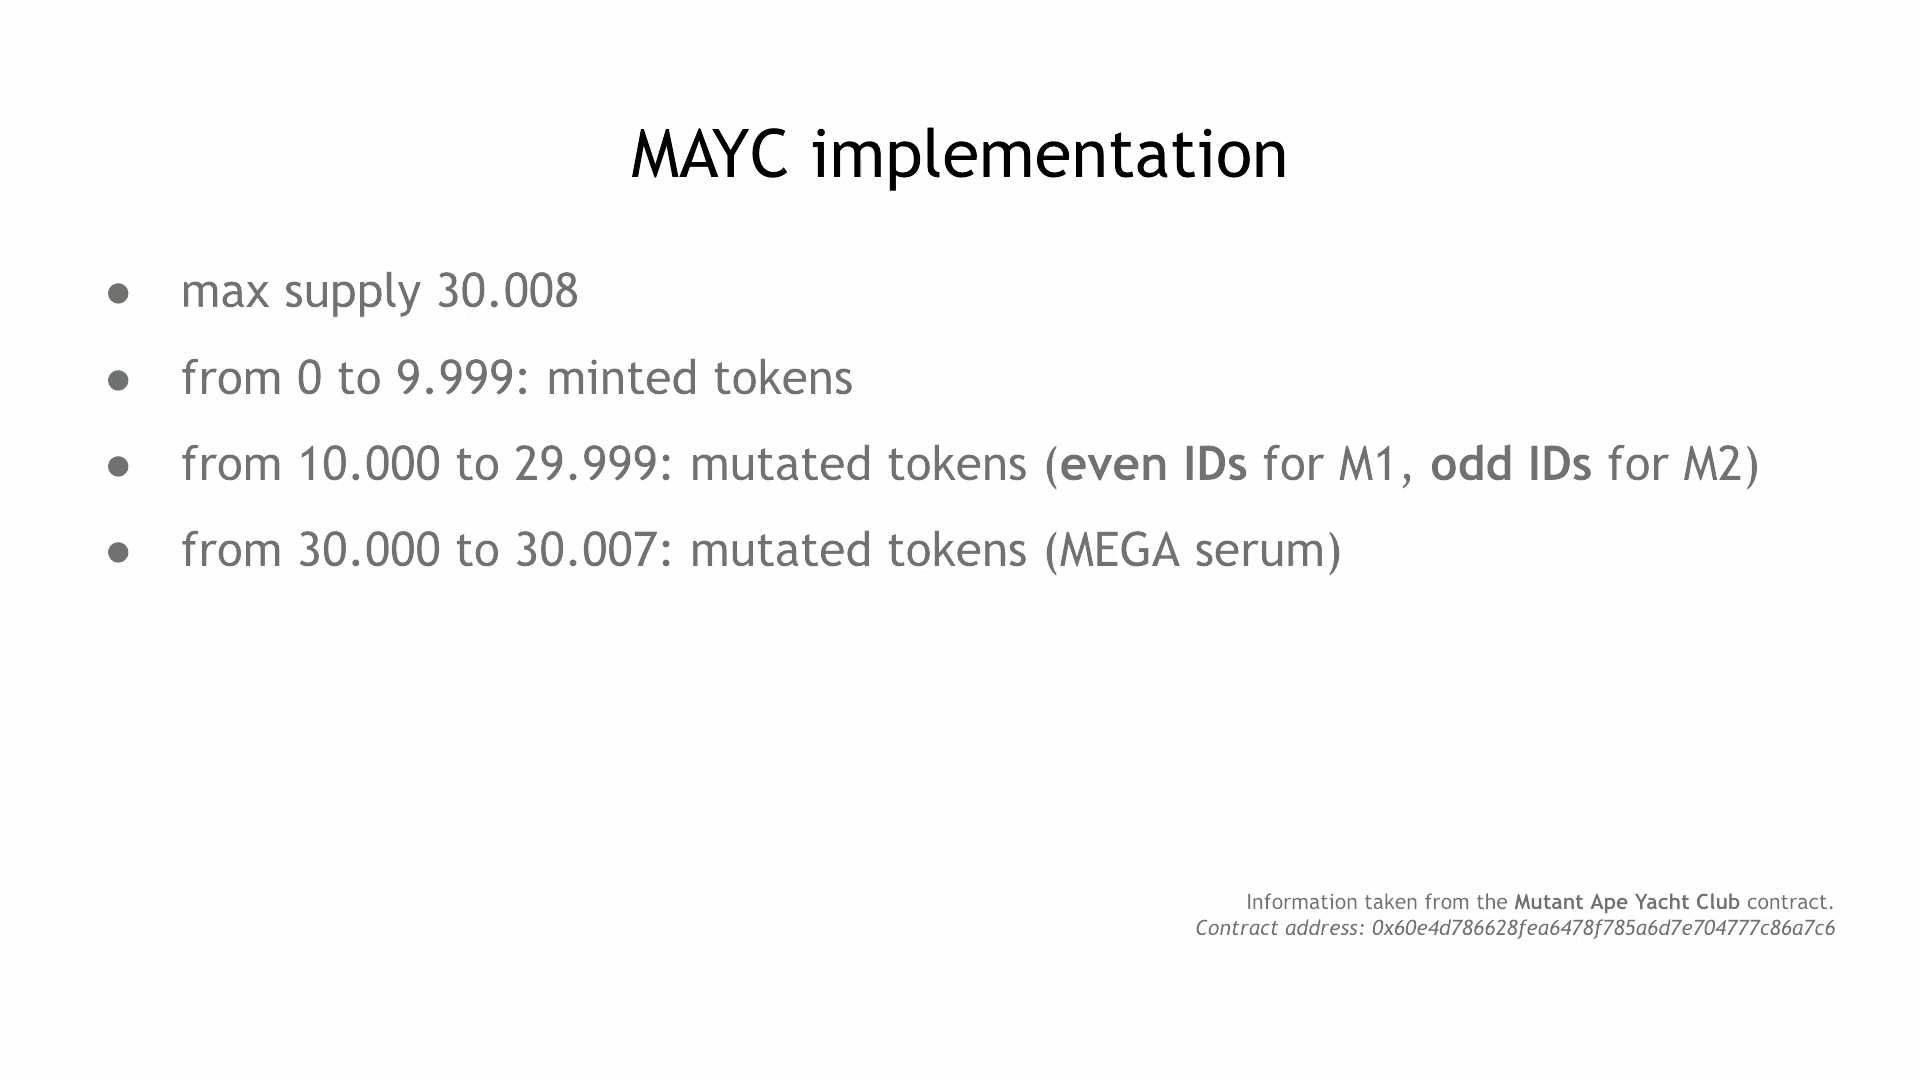 MAYC implementation
● max supply 30.008
● from 0 to 9.999: minted tokens
● from 10.000 to 29.999: mutated tokens (even IDs for M1, odd IDs for M2)
● from 30.000 to 30.007: mutated tokens (MEGA serum)
Information taken from the Mutant Ape Yacht Club contract.
Contract address: 0x60e4d786628fea6478f785a6d7e704777c86a7c6